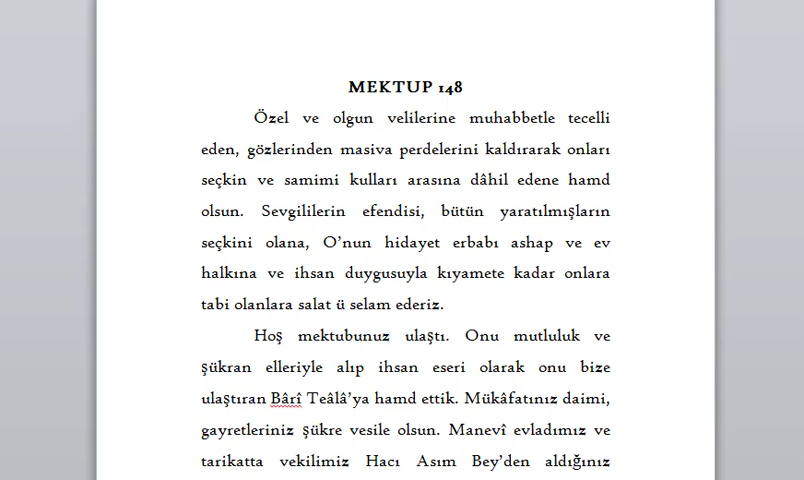 MEKTUP 148
Özel ve olgun velilerine muhabbetle tecelli
eden, gözlerinden masiva perdelerini kaldırarak onları
seçkin ve samimi kulları arasına dâhil edene hamd
olsun. Sevgililerin efendisi, bütün yaratılmışların
seçkini olana, O’nun hidayet erbabı ashap ve ev
halkına ve ihsan duygusuyla kıyamete kadar onlara
tabi olanlara salat ü selam ederiz.
Hoş mektubunuz ulaştı. Onu mutluluk ve
şükran elleriyle alıp ihsan eseri olarak onu bize
ulaştıran Bârî Teâlâ’ya hamd ettik. Mükâfatınız daimi,
gayretleriniz şükre vesile olsun. Manevî evladımız ve
tarikatta vekilimiz Hacı Asım Bey’den aldığınız